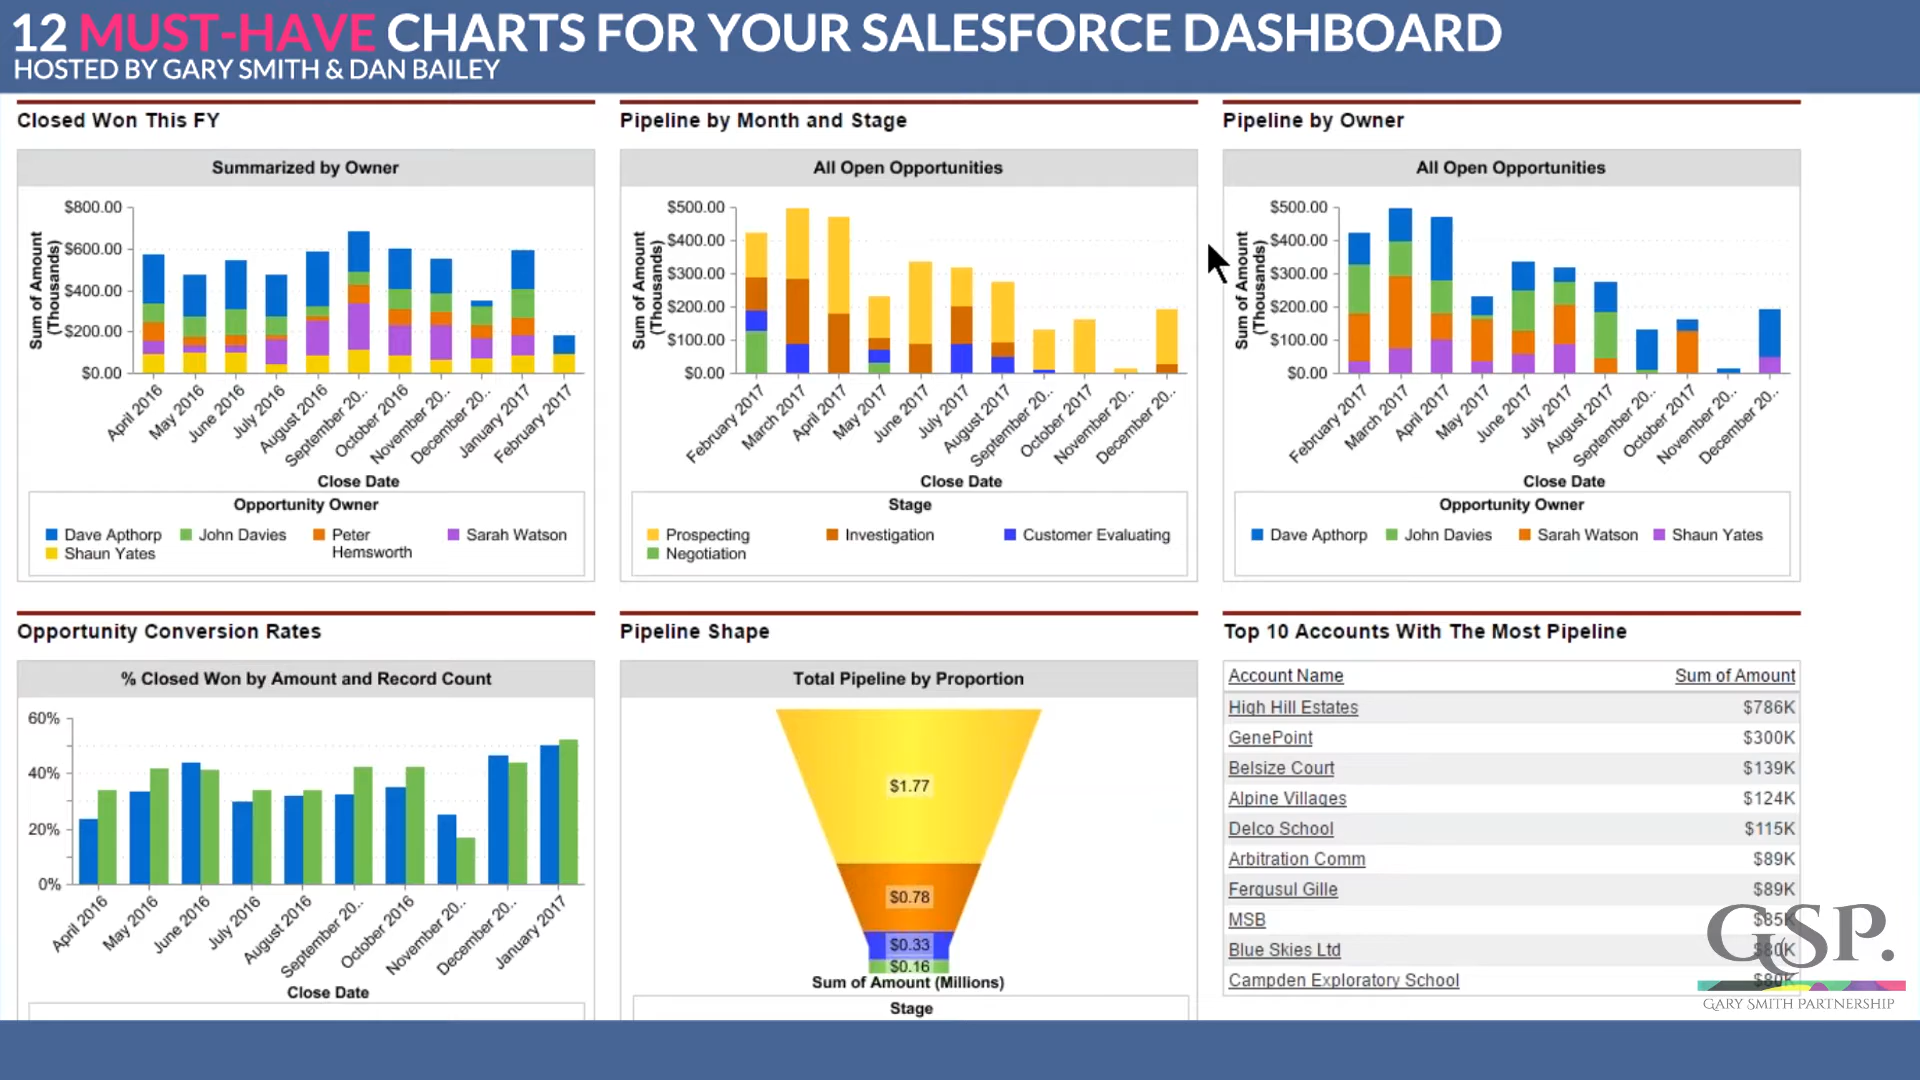 12 MUST-HAVE CHARTS FOR YOUR SALESFORCE DASHBOARD
HOSTED BY GARY SMITH & DAN BAILEY
Closed Won This FY
Summarized by Owner
Sum of Amount
(Thousands)
$800.00
$600.00
$400.00
$200.00
$0.00
April 2016
May 2016
June 2016
July 2016
August 2016
September 20..
October 2016
November 20..
December 20..
January 2017
February 2017
Close Date
Opportunity Owner
Dave Apthorp
John Davies
Peter
Hemsworth
Sarah Watson
Shaun Yates
Pipeline by Month and Stage
All Open Opportunities
Sum of Amount
(Thousands)
$500.00
$400.00
$300.00
$200.00
$100.00
$0.00
February 2017
March 2017
April 2017
May 2017
June 2017
July 2017
August 2017
September 20..
October 2017
November 20..
December 20..
Close Date
Stage
Prospecting
Investigation
Customer Evaluating
Negotiation
Pipeline by Owner
All Open Opportunities
Sum of Amount
(Thousands)
$500.00
$400.00
$300.00
$200.00
$100.00
$0.00
February 2017
March 2017
April 2017
May 2017
June 2017
July 2017
August 2017
September 20..
October 2017
November 20..
December 20..
Close Date
Opportunity Owner
Dave Apthorp
John Davies
Sarah Watson
Shaun Yates
Opportunity Conversion Rates
% Closed Won by Amount and Record Count
60%
40%
20%
0%
April 2016
May 2016
June 2016
July 2016
August 2016
September 20..
October 2016
November 20..
December 20..
January 2017
Close Date
Pipeline Shape
Total Pipeline by Proportion
$1.77
$0.78
$0.33
$0.16
Sum of Amount (Millions)
Stage
Top 10 Accounts With The Most Pipeline
Account Name Sum of Amount
High Hill Estates $786K
GenePoint $300K
Belsize Court $139K
Alpine Villages $124K
Delco School $115K
Arbitration Comm $89K
Fergusul Gille $89K
MSB $85K
Blue Skies Ltd $80K
Campden Exploratory School $80K
GSP.
GARY SMITH PARTNERSHIP